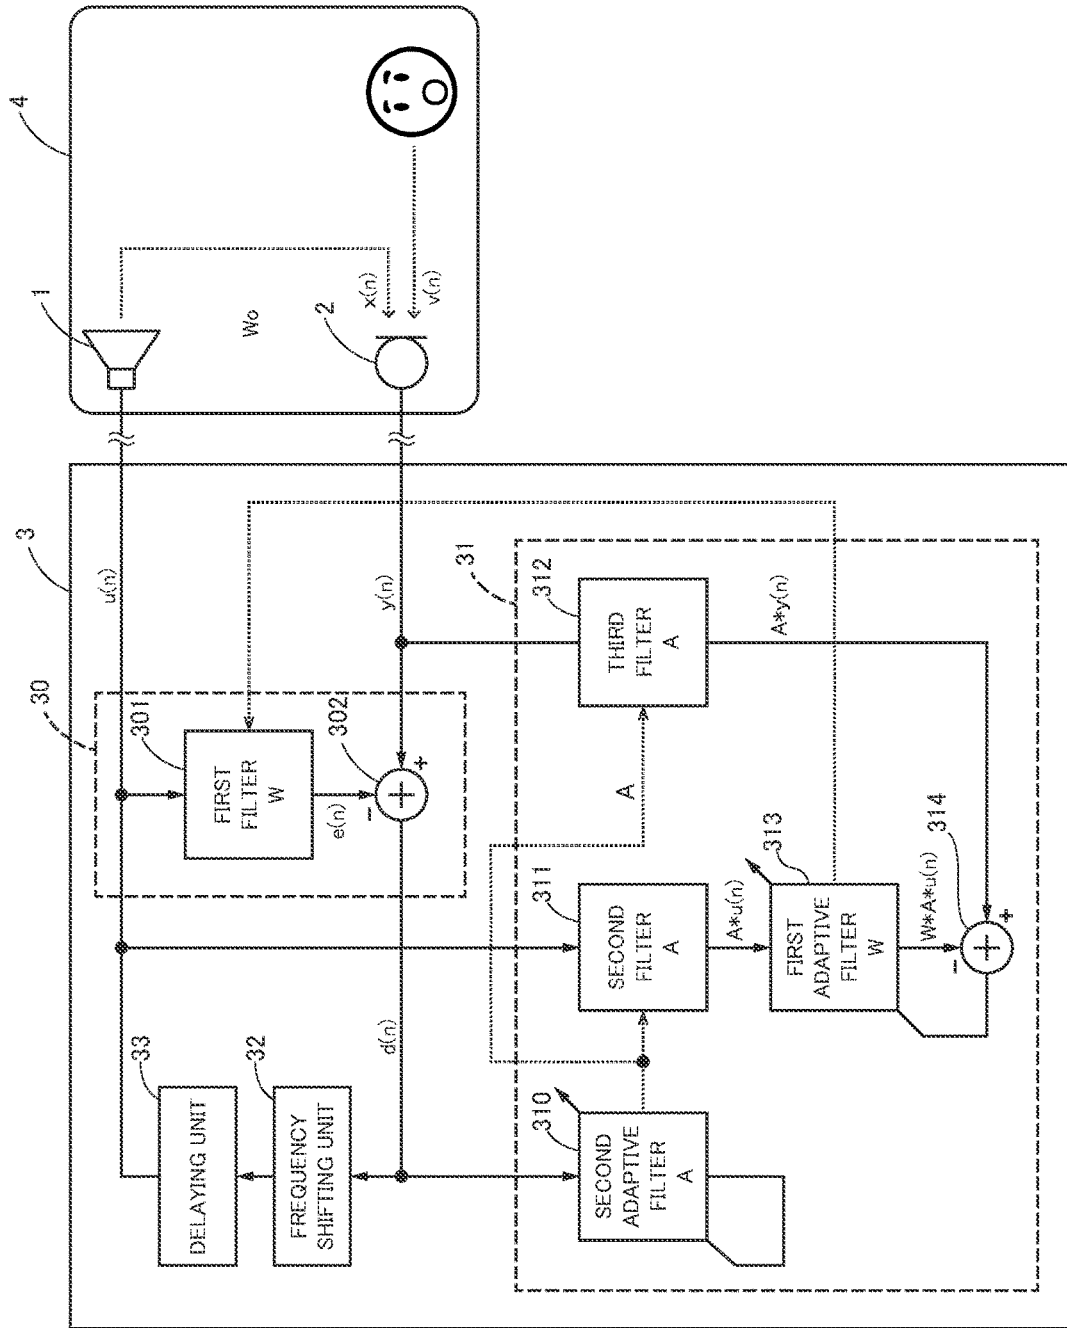 4
1
Wo
x(n)
v(n)
2
3
u(n)
y(n)
30
301
FIRST
FILTER
W
e(n)
302
-
+
d(n)
33
DELAYING UNIT
32
FREQUENCY
SHIFTING UNIT
31
312
THIRD
FILTER
A
A*y(n)
A
311
SECOND
FILTER
A
A*u(n)
313
FIRST
ADAPTIVE
FILTER
W
W*A*u(n)
314
-
+
310
SECOND
ADAPTIVE
FILTER
A